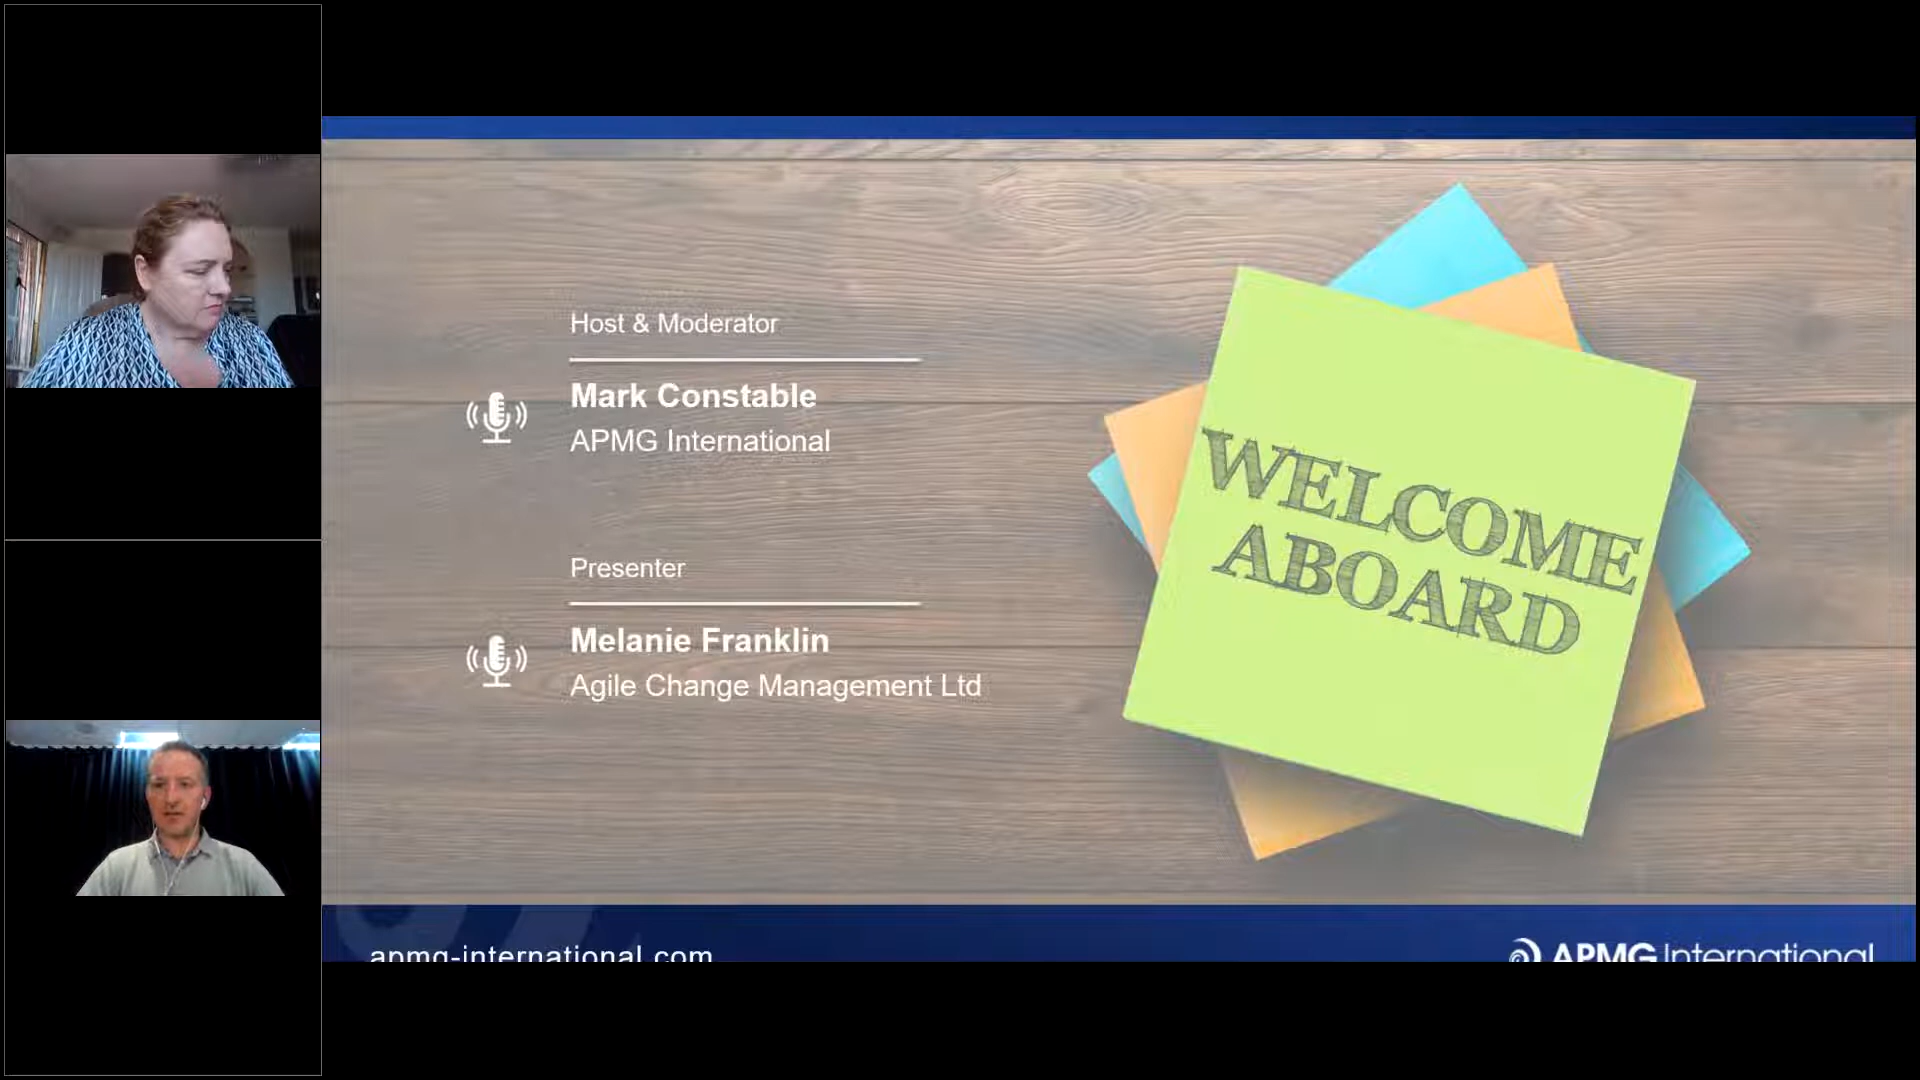 Host & Moderator
Mark Constable
APMG International
Presenter
Melanie Franklin
Agile Change Management Ltd
WELCOME
ABOARD
apmg-international.com
APMG International